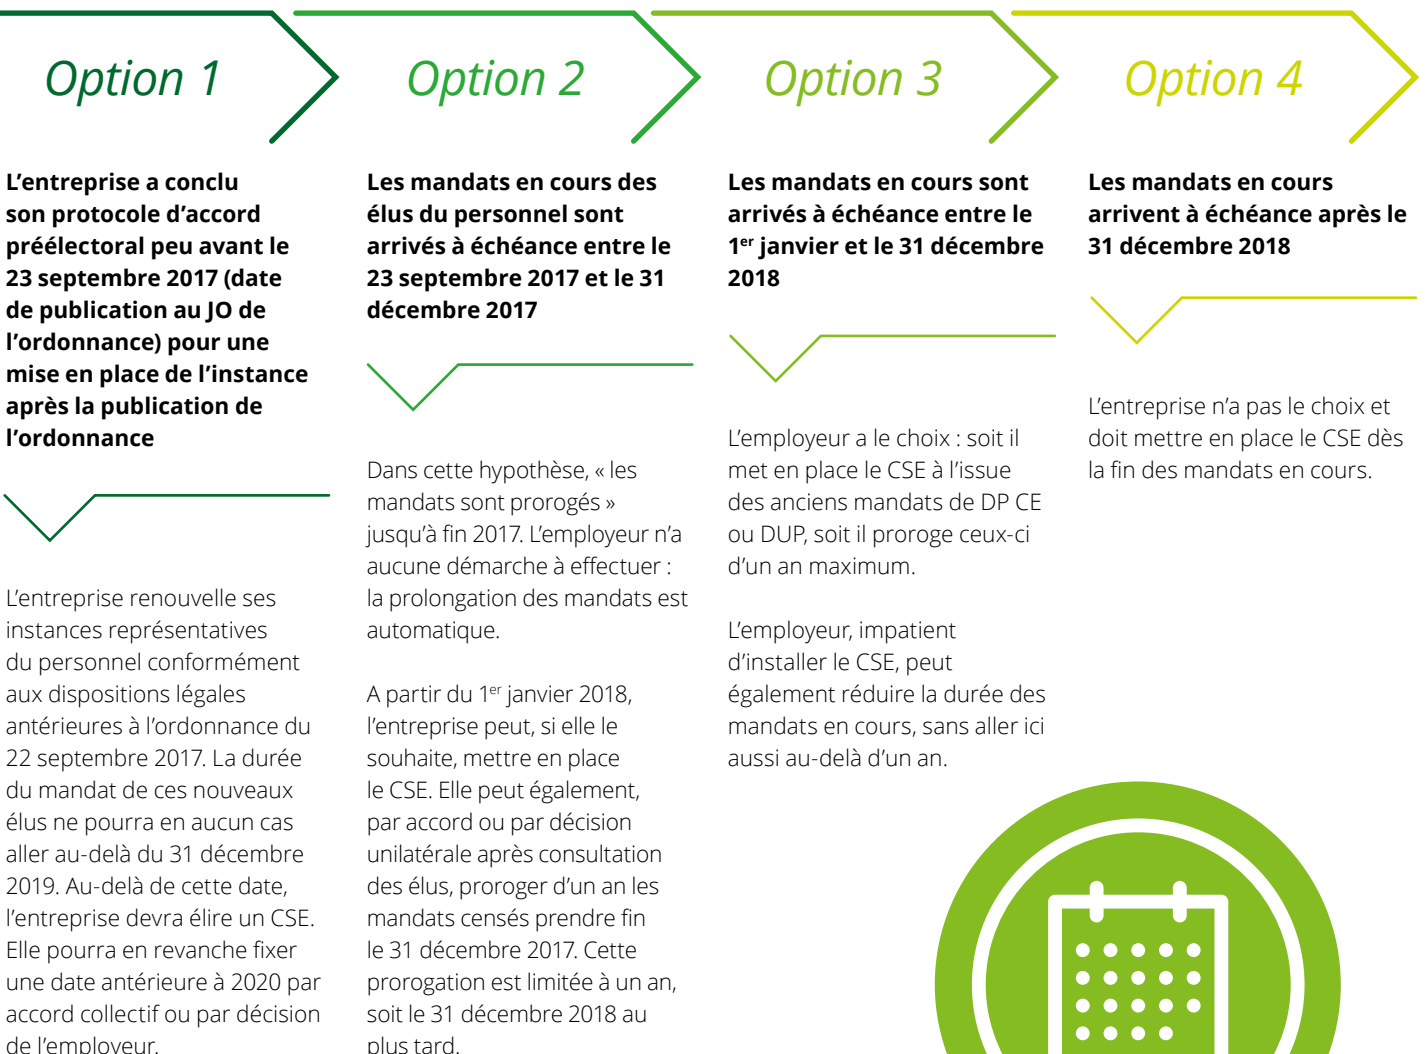 Option 1
L’entreprise a conclu
son protocole d’accord
préélectoral peu avant le
23 septembre 2017 (date
de publication au JO de
l’ordonnance) pour une
mise en place de l’instance
après la publication de
l’ordonnance
L’entreprise renouvelle ses
instances représentatives
du personnel conformément
aux dispositions légales
antérieures à l’ordonnance du
22 septembre 2017. La durée
du mandat de ces nouveaux
élus ne pourra en aucun cas
aller au-delà du 31 décembre
2019. Au-delà de cette date,
l’entreprise devra élire un CSE.
Elle pourra en revanche fixer
une date antérieure à 2020 par
accord collectif ou par décision
de l’employeur.
Option 2
Les mandats en cours des
élus du personnel sont
arrivés à échéance entre le
23 septembre 2017 et le 31
décembre 2017
Dans cette hypothèse, « les
mandats sont prorogés »
jusqu’à fin 2017. L’employeur n’a
aucune démarche à effectuer :
la prolongation des mandats est
automatique.
A partir du 1er janvier 2018,
l’entreprise peut, si elle le
souhaite, mettre en place
le CSE. Elle peut également,
par accord ou par décision
unilatérale après consultation
des élus, proroger d’un an les
mandats censés prendre fin
le 31 décembre 2017. Cette
prorogation est limitée à un an,
soit le 31 décembre 2018 au
plus tard.
Option 3
Les mandats en cours sont
arrivés à échéance entre le
1er janvier et le 31 décembre
2018
L’employeur a le choix : soit il
met en place le CSE à l’issue
des anciens mandats de DP CE
ou DUP, soit il proroge ceux-ci
d’un an maximum.
L’employeur, impatient
d’installer le CSE, peut
également réduire la durée des
mandats en cours, sans aller ici
aussi au-delà d’un an.
Option 4
Les mandats en cours
arrivent à échéance après le
31 décembre 2018
L’entreprise n’a pas le choix et
doit mettre en place le CSE dès
la fin des mandats en cours.